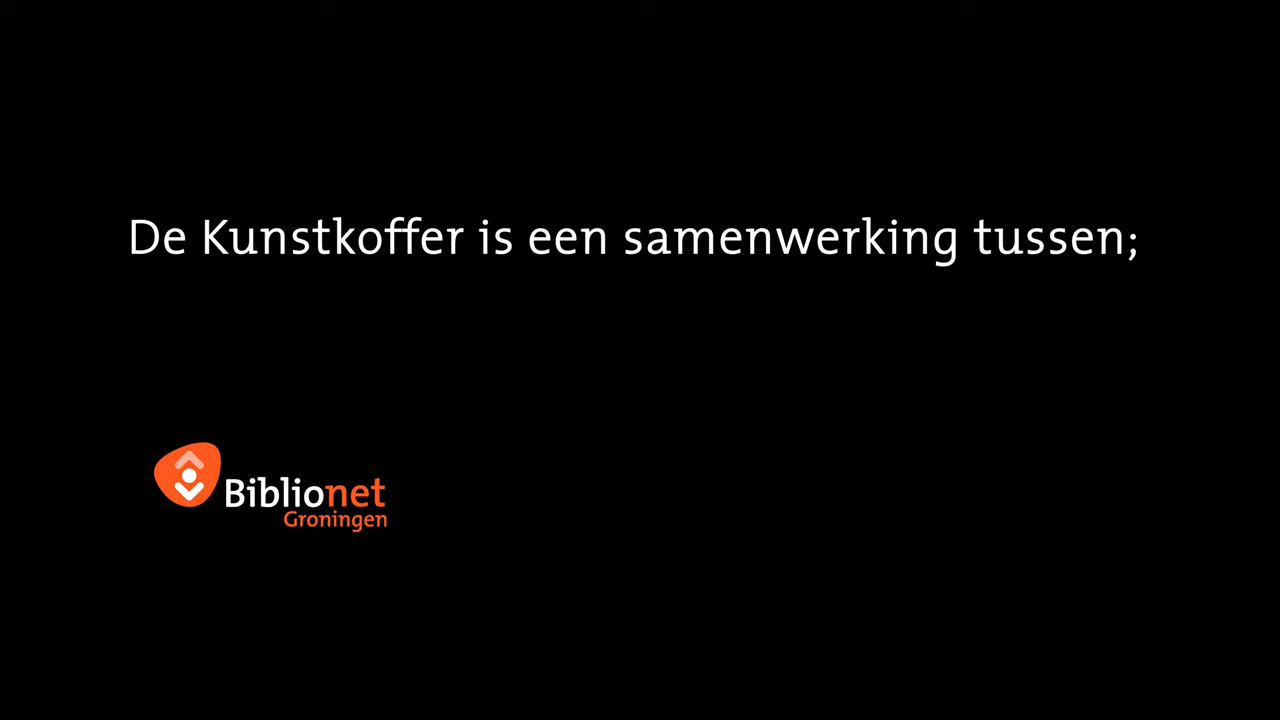 De Kunstkoffer is een samenwerking tussen;
Biblionet
Groningen